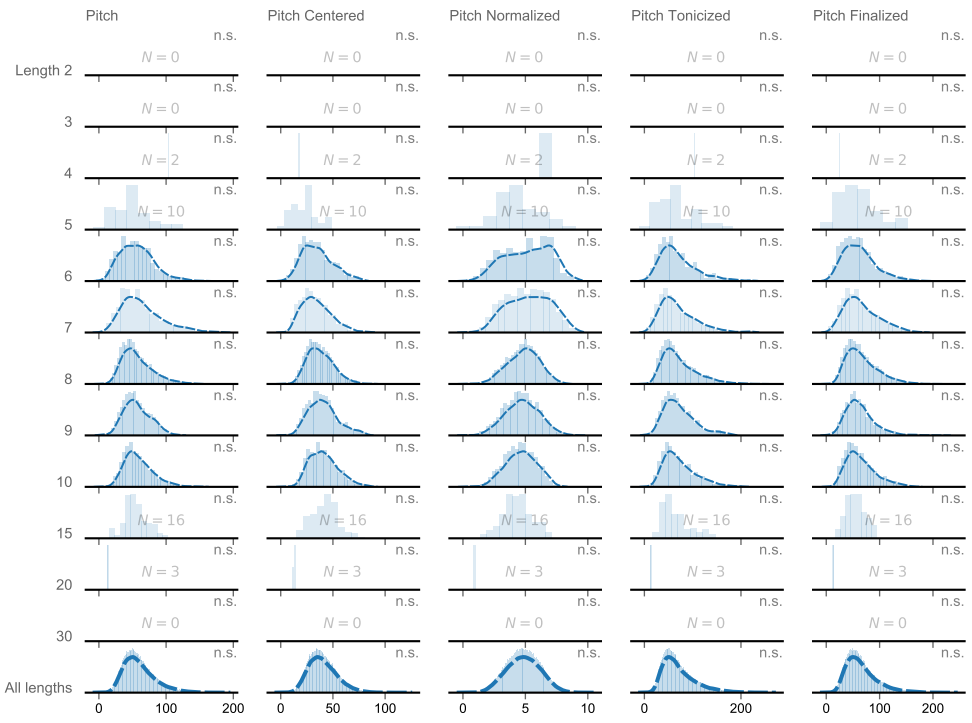 Pitch Pitch Centered Pitch Normalized Pitch Tonicized Pitch Finalized
n.s. n.s. n.s. n.s. n.s.
N = 0 N = 0 N = 0 N = 0 N = 0
Length 2
n.s. n.s. n.s. n.s. n.s.
N = 0 N = 0 N = 0 N = 0 N = 0
3
n.s. n.s. n.s. n.s. n.s.
N = 2 N = 2 N = 2 N = 2 N = 2
4
n.s. n.s. n.s. n.s. n.s.
N = 10 N = 10 N = 10 N = 10 N = 10
5
n.s. n.s. n.s. n.s. n.s.
6
n.s. n.s. n.s. n.s. n.s.
7
n.s. n.s. n.s. n.s. n.s.
8
n.s. n.s. n.s. n.s. n.s.
9
n.s. n.s. n.s. n.s. n.s.
10
n.s. n.s. n.s. n.s. n.s.
N = 16 N = 16 N = 16 N = 16 N = 16
15
n.s. n.s. n.s. n.s. n.s.
N = 3 N = 3 N = 3 N = 3 N = 3
20
n.s. n.s. n.s. n.s. n.s.
N = 0 N = 0 N = 0 N = 0 N = 0
30
n.s. n.s. n.s. n.s. n.s.
All lengths
0 100 200 0 50 100 0 5 10 0 200 0 100 200